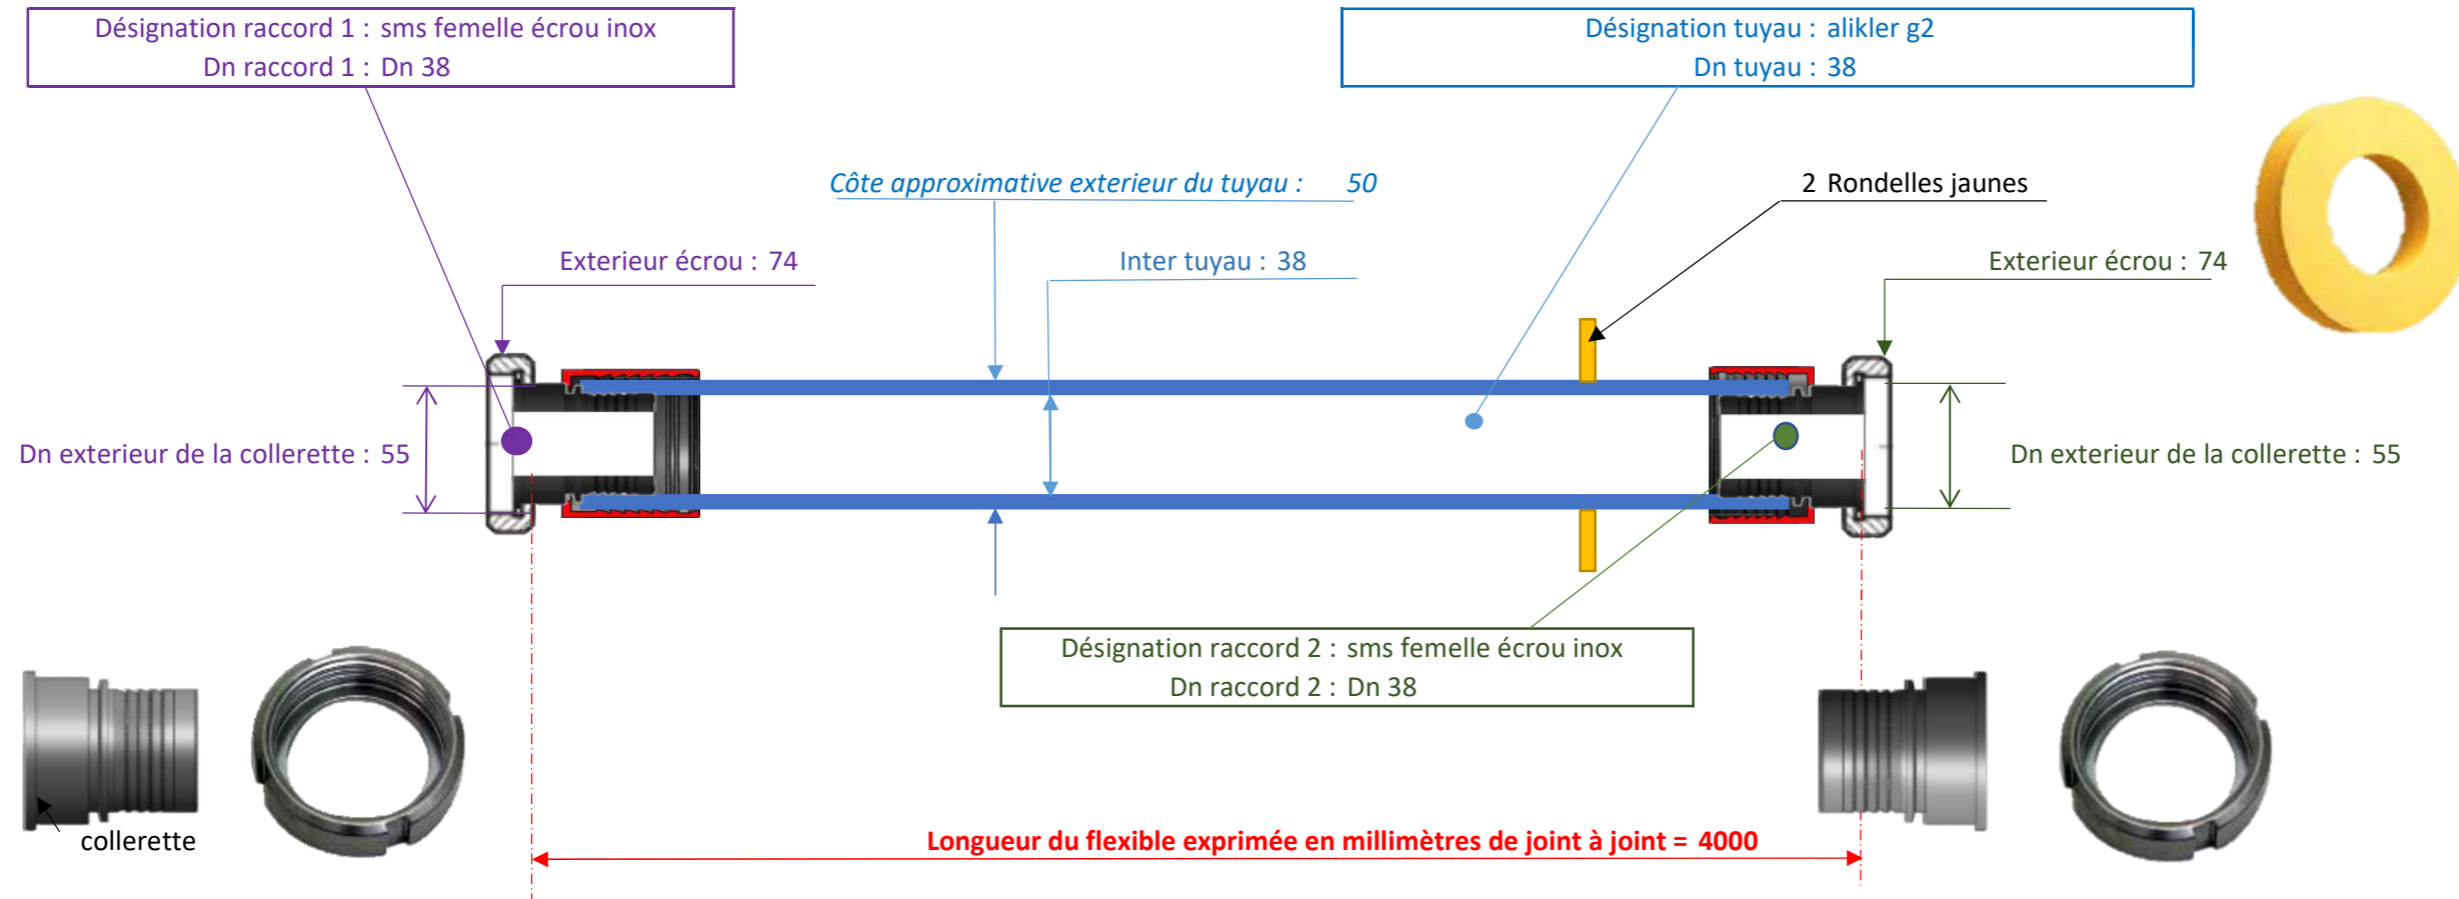 Désignation raccord 1 : sms femelle écrou inox
Dn raccord 1 : Dn 38
Désignation tuyau : alikler g2
Dn tuyau : 38
Côte approximative exterieur du tuyau : 50
2 Rondelles jaunes
Exterieur écrou : 74
Inter tuyau : 38
Exterieur écrou : 74
Dn exterieur de la collerette : 55
Dn exterieur de la collerette : 55
Désignation raccord 2 : sms femelle écrou inox
Dn raccord 2 : Dn 38
collerette
Longueur du flexible exprimée en millimètres de joint à joint = 4000